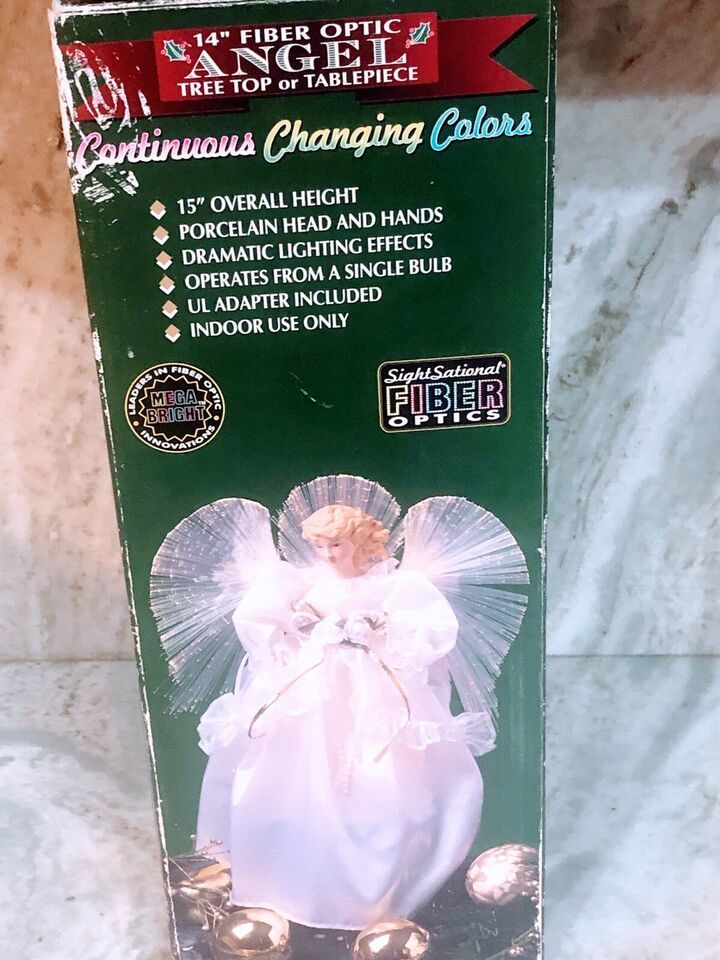 14" FIBER OPTIC
ANGEL
TREE TOP or TABLEPIECE
Continuous Changing Colors
15" OVERALL HEIGHT
PORCELAIN HEAD AND HANDS
DRAMATIC LIGHTING EFFECTS
OPERATES FROM A SINGLE BULB
UL ADAPTER INCLUDED
INDOOR USE ONLY
LEADERS IN FIBER OPTIC
MEGA
BRIGHT™
INNOVATIONS
SightSational®
FIBER
OPTICS